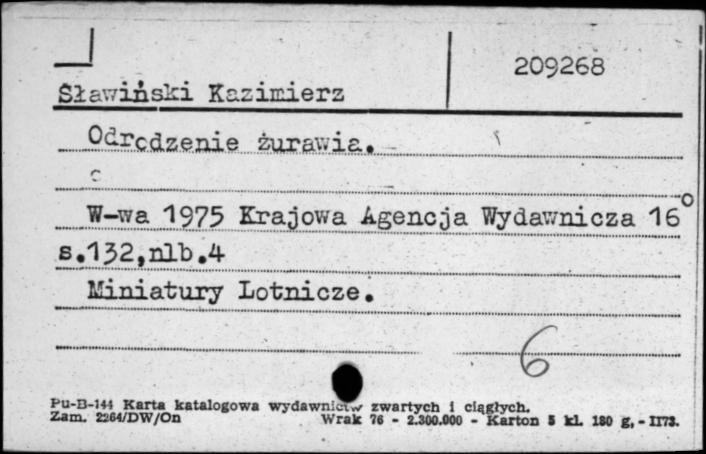 209268
Sławiński Kazimierz
Odrodzenie żurawia.
W-wa 1975 Krajowa Agencja Wydawnicza 16°
s.132,nlb.4
Miniatury Lotnicze.
6
Pu-B-144 Karta katalogowa wydawnictw zwartych i ciągłych.
Zam. 2264/DW/On Wrak 76 - 2.300.000 - Karton 5 kl. 180 g, - II73.